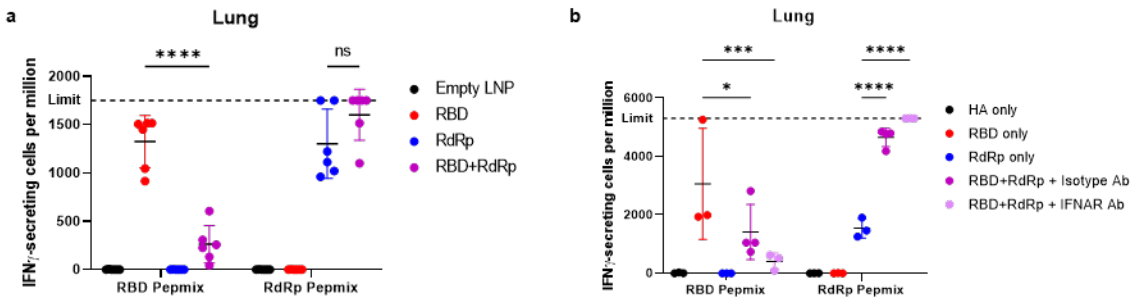 a
Lung
****
ns
IFNγ-secreting cells per million
2000
Limit
1500
1000
500
0
RBD Pepmix
RdRp Pepmix
Empty LNP
RBD
RdRp
RBD+RdRp
b
Lung
***
*
****
****
IFNγ-secreting cells per million
6000
Limit
4000
2000
0
RBD Pepmix
RdRp Pepmix
HA only
RBD only
RdRp only
RBD+RdRp + Isotype Ab
RBD+RdRp + IFNAR Ab